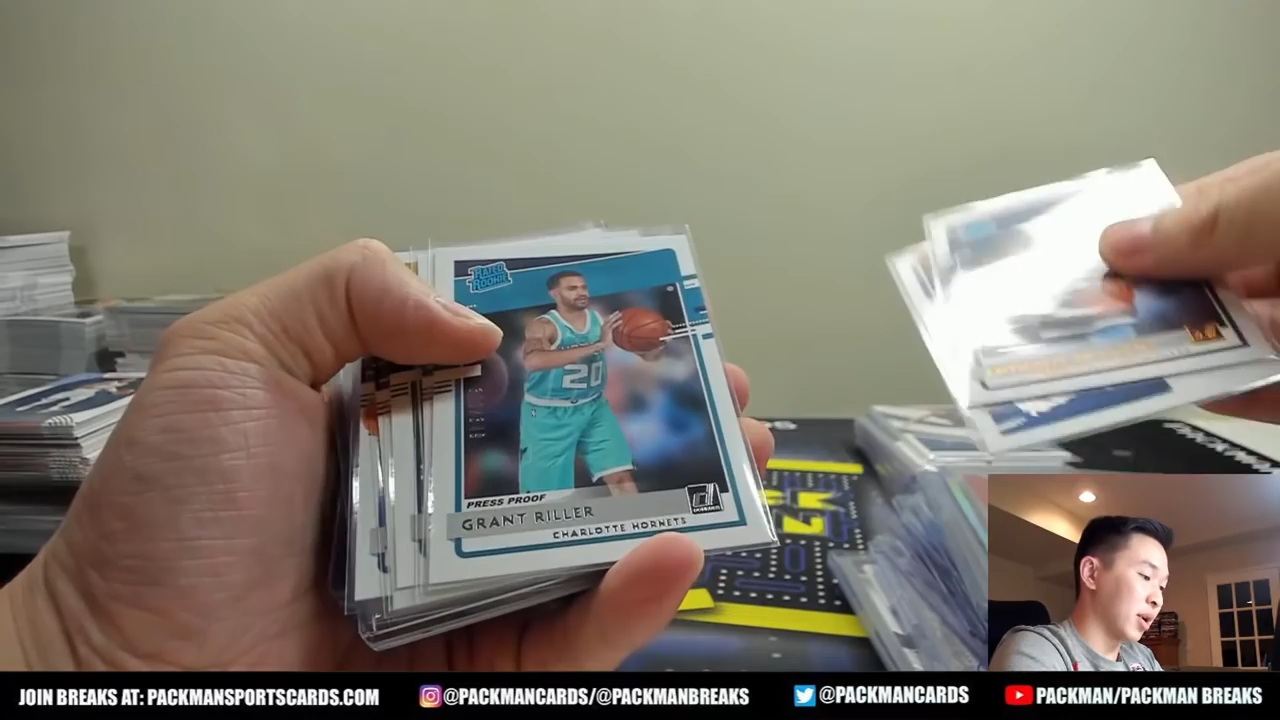 RATED
ROOKIE
20
PRESS PROOF
GRANT RILLER
CHARLOTTE HORNETS
DONRUSS
JOIN BREAKS AT: PACKMANSPORTSCARDS.COM
@PACKMANCARDS/@PACKMANBREAKS
@PACKMANCARDS
PACKMAN/PACKMAN BREAKS